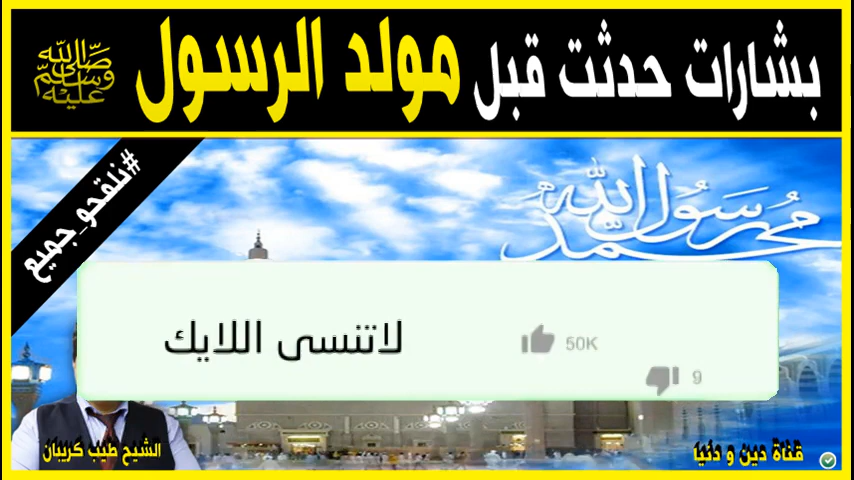 بشارات حدثت قبل مولد الرسول صلى الله عليه وسلم
#نلقحو_جميع
محمد رسول الله
لاتنسى اللايك
50K
9
الشيخ طيب كريبان
قناة دين و دنيا